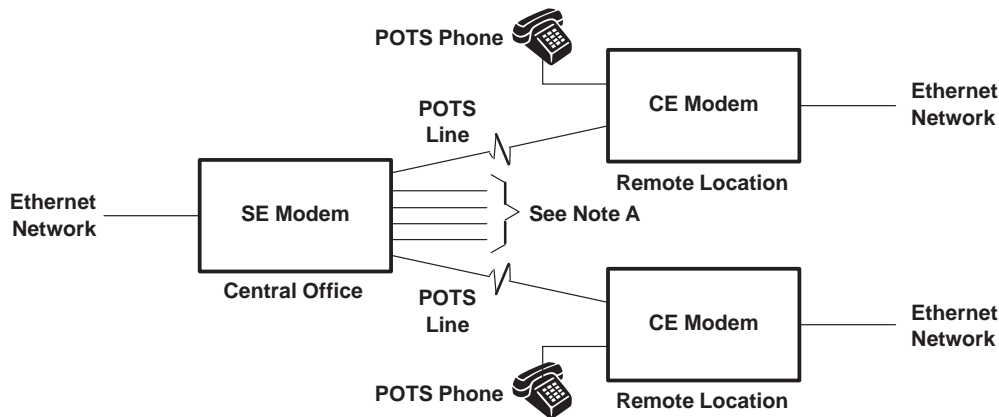 POTS Phone
CE Modem
Ethernet
Network
POTS
Line
Remote Location
Ethernet
Network
SE Modem
See Note A
Central Office
POTS
Line
CE Modem
Ethernet
Network
POTS Phone
Remote Location